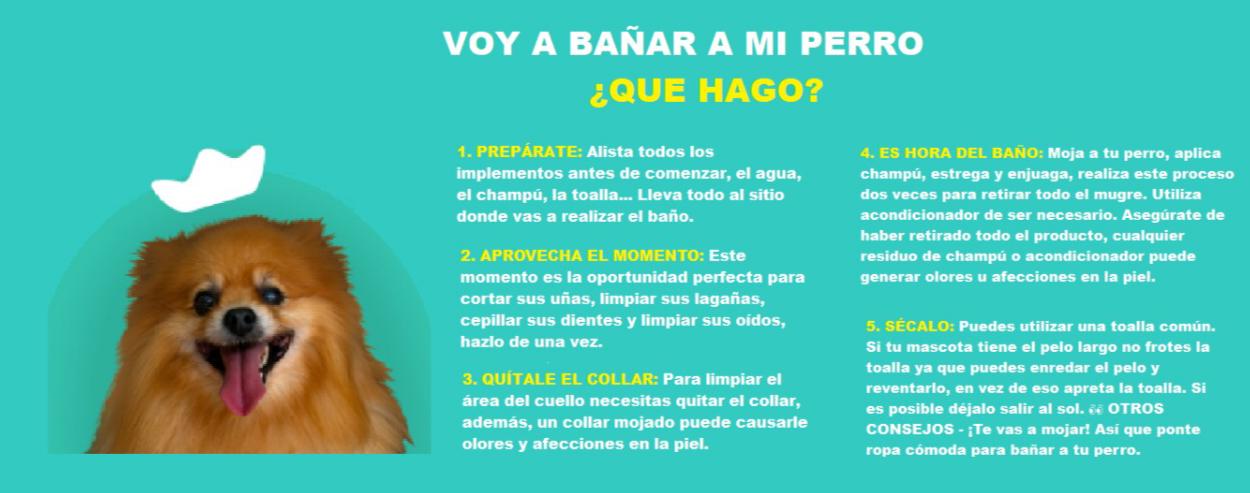 VOY A BAÑAR A MI PERRO
¿QUE HAGO?
1. PREPÁRATE: Alista todos los
implementos antes de comenzar, el agua,
el champú, la toalla... Lleva todo al sitio
donde vas a realizar el baño.
2. APROVECHA EL MOMENTO: Este
momento es la oportunidad perfecta para
cortar sus uñas, limpiar sus lagañas,
cepillar sus dientes y limpiar sus oídos,
hazlo de una vez.
3. QUÍTALE EL COLLAR: Para limpiar el
área del cuello necesitas quitar el collar,
además, un collar mojado puede causarle
olores y afecciones en la piel.
4. ES HORA DEL BAÑO: Moja a tu perro, aplica
champú, estrega y enjuaga, realiza este proceso
dos veces para retirar todo el mugre. Utiliza
acondicionador de ser necesario. Asegúrate de
haber retirado todo el producto, cualquier
residuo de champú o acondicionador puede
generar olores u afecciones en la piel.
5. SÉCALO: Puedes utilizar una toalla común.
Si tu mascota tiene el pelo largo no frotes la
toalla ya que puedes enredar el pelo y
reventarlo, en vez de eso apreta la toalla. Si
es posible déjalo salir al sol. OTROS
CONSEJOS - ¡Te vas a mojar! Así que ponte
ropa cómoda para bañar a tu perro.